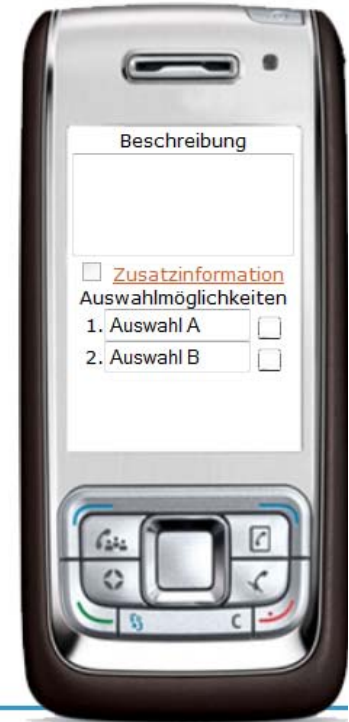 Beschreibung
Zusatzinformation
Auswahlmöglichkeiten
1. Auswahl A
2. Auswahl B
C